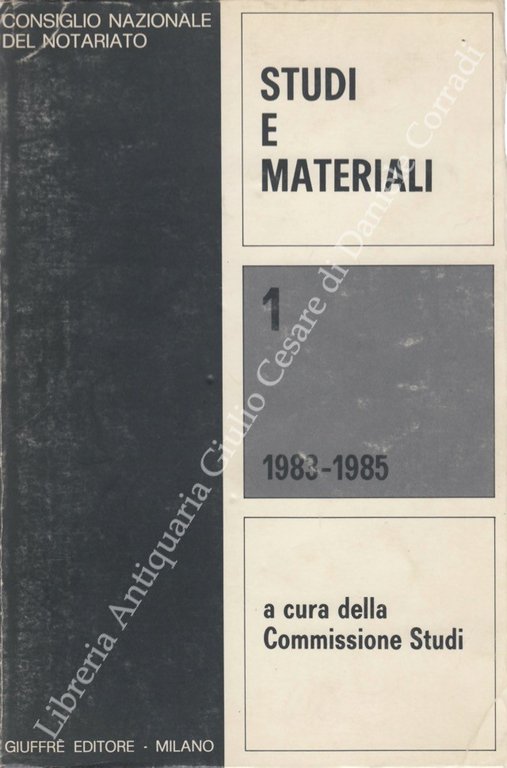 CONSIGLIO NAZIONALE
DEL NOTARIATO
STUDI
E
MATERIALI
1
1983-1985
a cura della
Commissione Studi
GIUFFRÈ EDITORE - MILANO
Libreria Antiquaria Giulio Cesare di Daniele Corradi